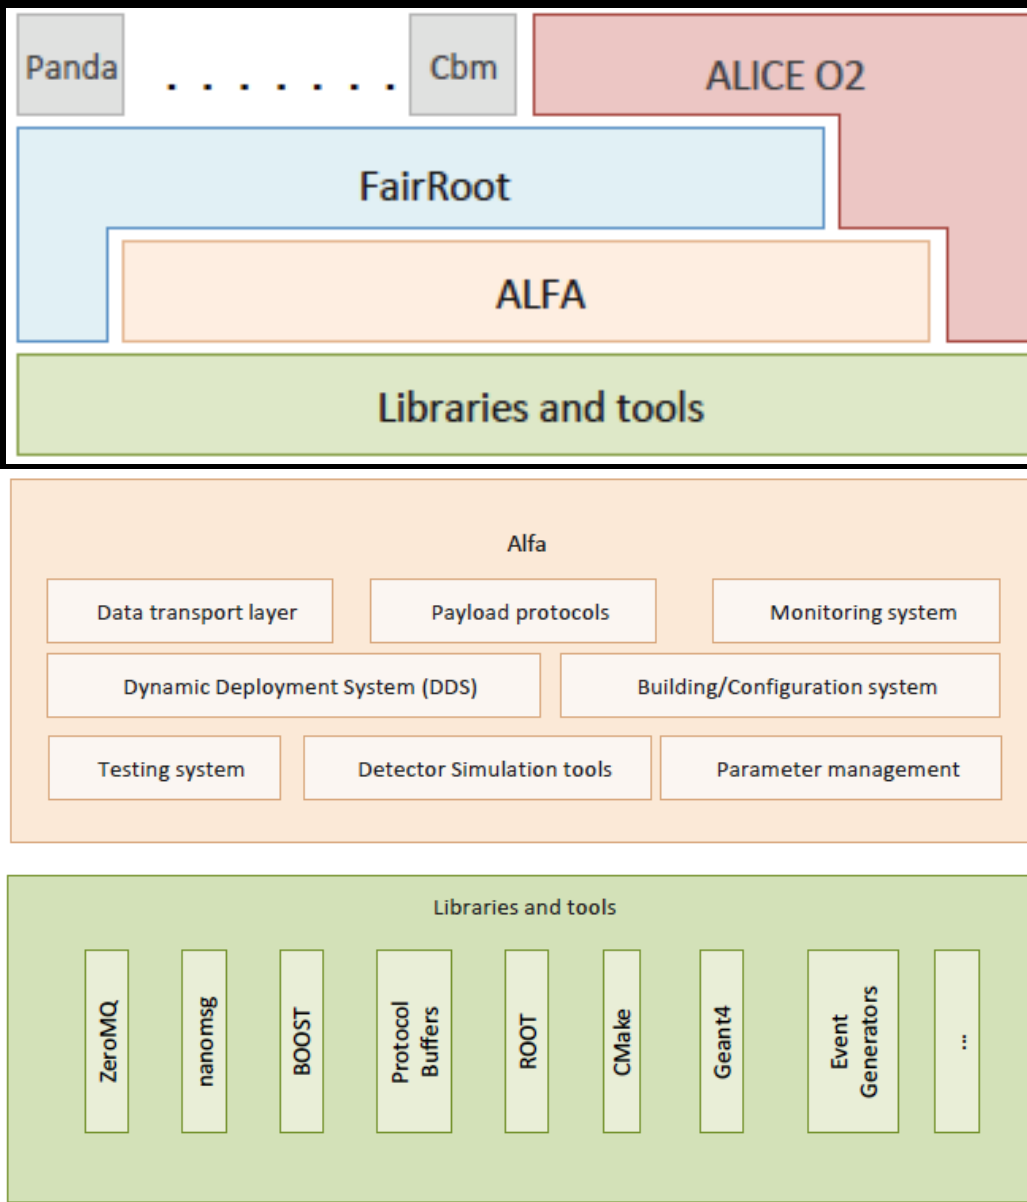 Panda . . . . . . . Cbm ALICE O2
FairRoot
ALFA
Libraries and tools
Alfa
Data transport layer
Payload protocols
Monitoring system
Dynamic Deployment System (DDS)
Building/Configuration system
Testing system
Detector Simulation tools
Parameter management
Libraries and tools
ZeroMQ
nanomsg
BOOST
Protocol
Buffers
ROOT
CMake
Geant4
Event
Generators
...